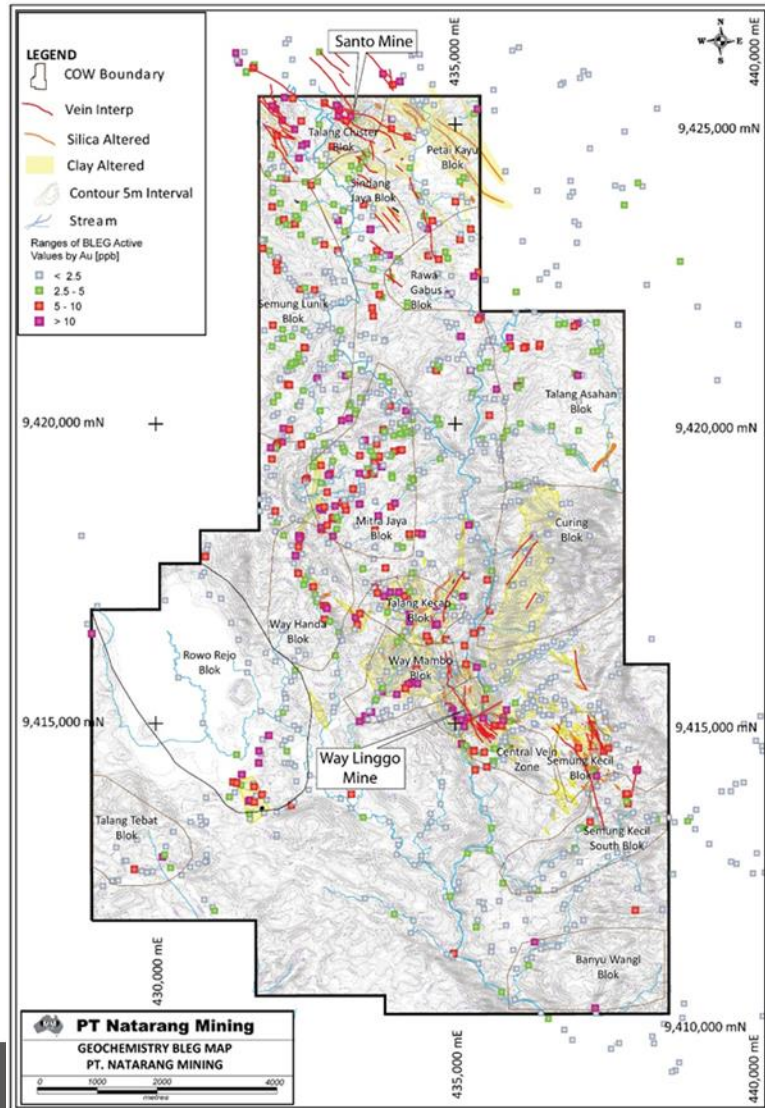 LEGEND
COW Boundary
Vein Interp
Silica Altered
Clay Altered
Contour 5m Interval
Stream
Ranges of BLEG Active
Values by Au [ppb]
< 2.5
2.5 - 5
5 - 10
> 10
Santo Mine
435,000 mE
440,000 mE
N
W E
S
9,425,000 mN
Talang Cluster
Blok
Petai Kayu
Blok
Sindang
Jaya Blok
Rawa
Gabus
Blok
Semung Lunik
Blok
Talang Asahan
Blok
9,420,000 mN
9,420,000 mN
Mitra Jaya
Blok
Curing
Blok
Talang Kecap
Blok
Way Handa
Blok
Way Mambo
Blok
Rowo Rejo
Blok
9,415,000 mN
9,415,000 mN
Way Linggo
Mine
Central Vein
Zone
Semung Kecil
Blok
Talang Tebat
Blok
Semung Kecil
South Blok
Banyu Wangi
Blok
430,000 mE
435,000 mE
440,000 mE
9,410,000 mN
PT Natarang Mining
GEOCHEMISTRY BLEG MAP
PT. NATARANG MINING
0 1000 2000 4000
metres